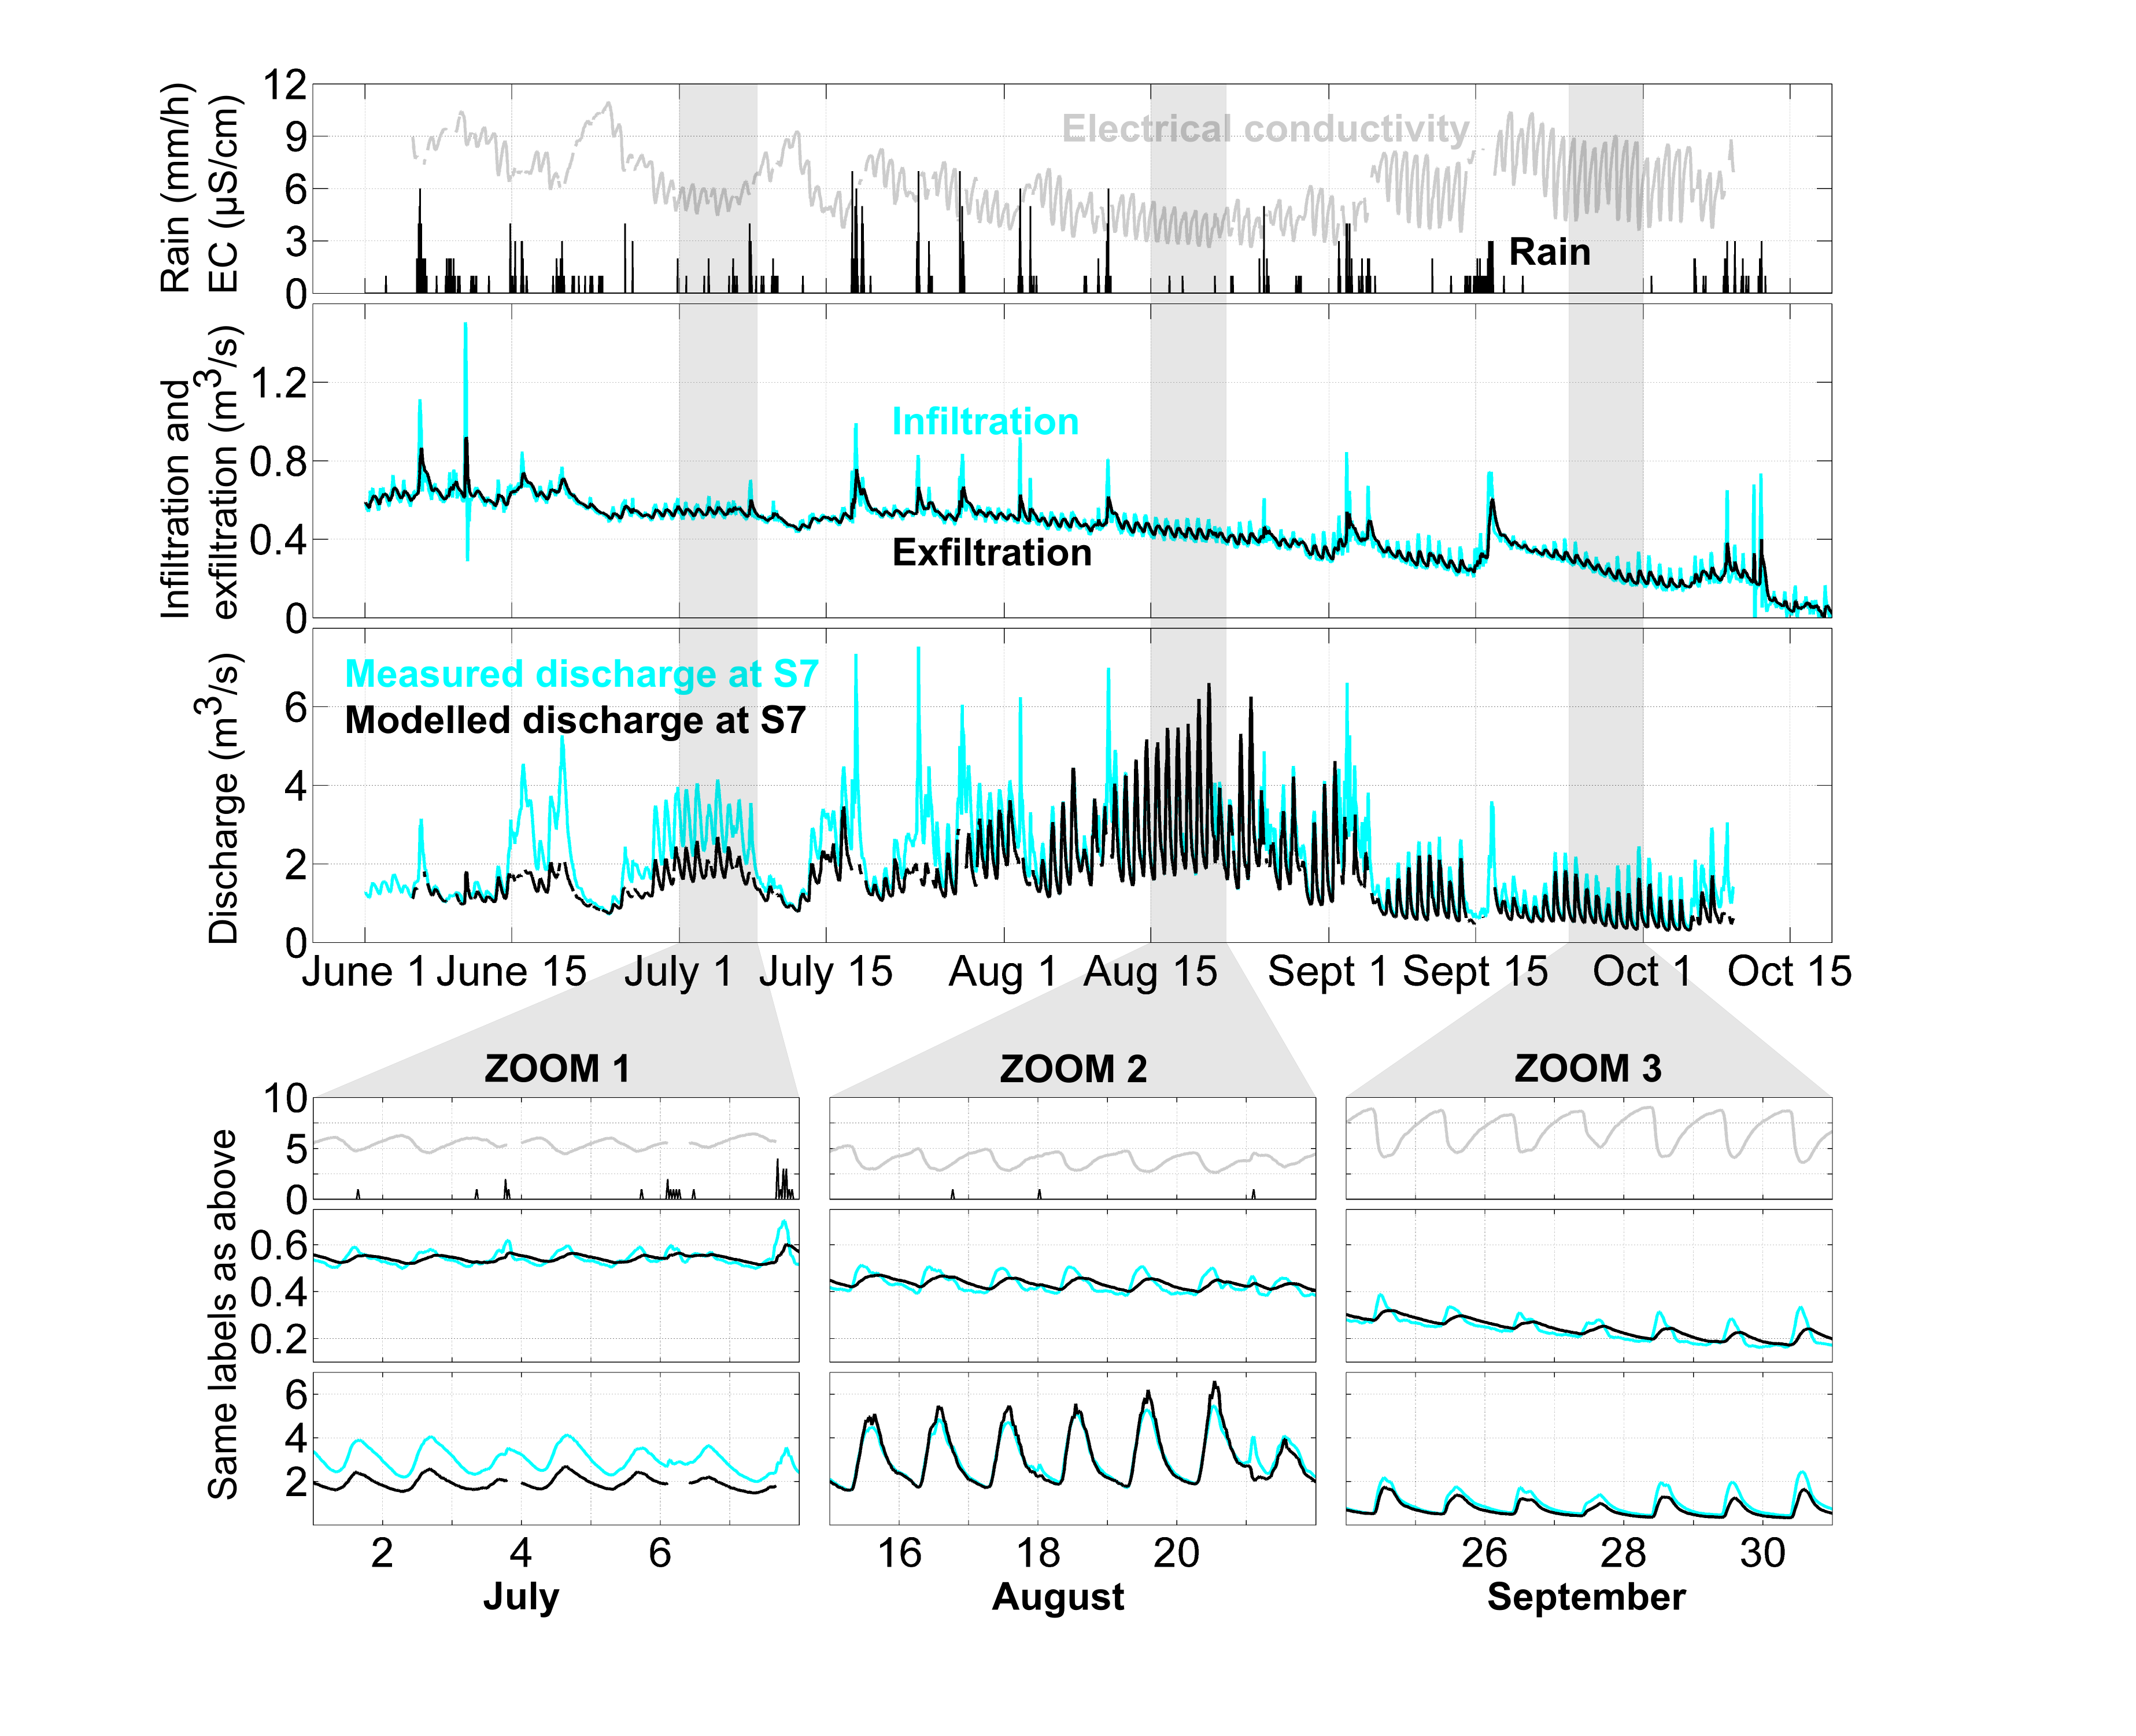 Rain (mm/h)
EC (µS/cm)
12
9
6
3
0
Electrical conductivity
Rain
Infiltration and
exfiltration (m³/s)
1.2
0.8
0.4
0
0
Infiltration
Exfiltration
Discharge (m³/s)
6
4
2
0
Measured discharge at S7
Modelled discharge at S7
June 1 June 15 July 1 July 15 Aug 1 Aug 15 Sept 1 Sept 15 Oct 1 Oct 15
ZOOM 1 ZOOM 2 ZOOM 3
Same labels as above
10
5
0
0.6
0.4
0.2
6
4
2
2 4 6 16 18 20 26 28 30
July August September